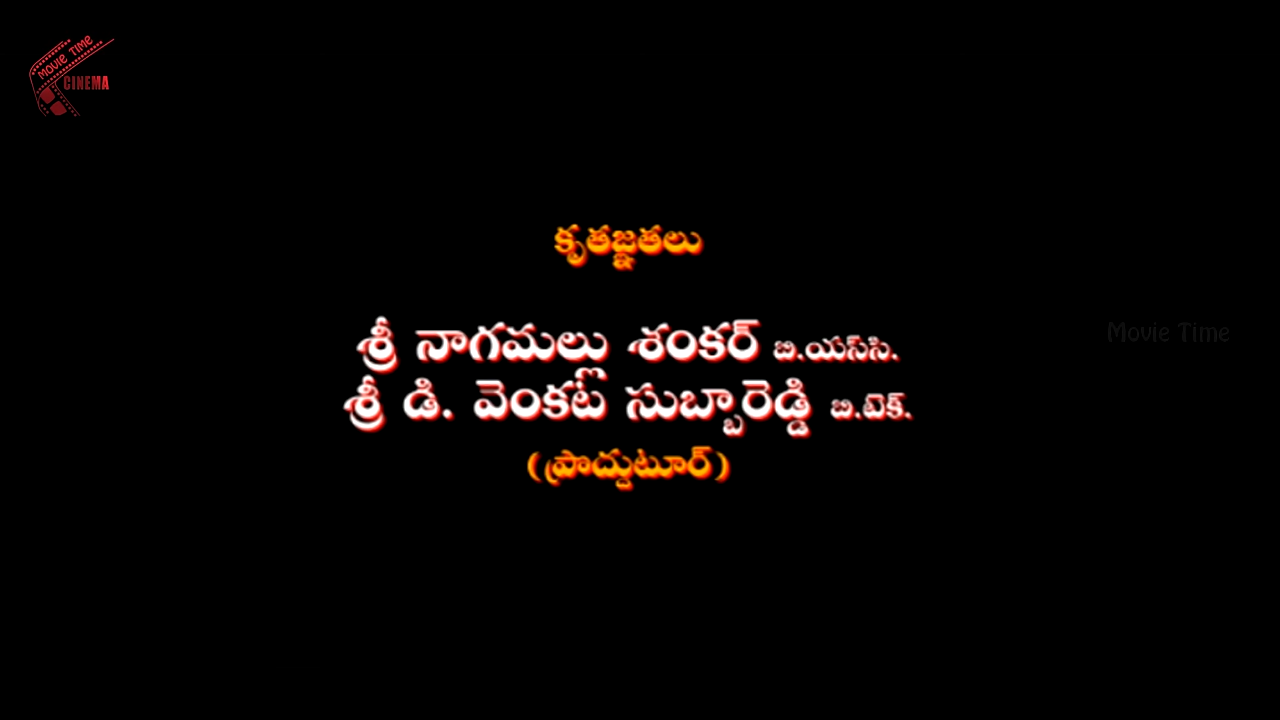 MOVIE TIME
CINEMA
కృతజ్ఞతలు
శ్రీ నాగమల్లు శంకర్ బి.యస్‌సి.
Movie Time
శ్రీ డి. వెంకట సుబ్బారెడ్డి బి.టెక్.
(ప్రొద్దుటూర్)